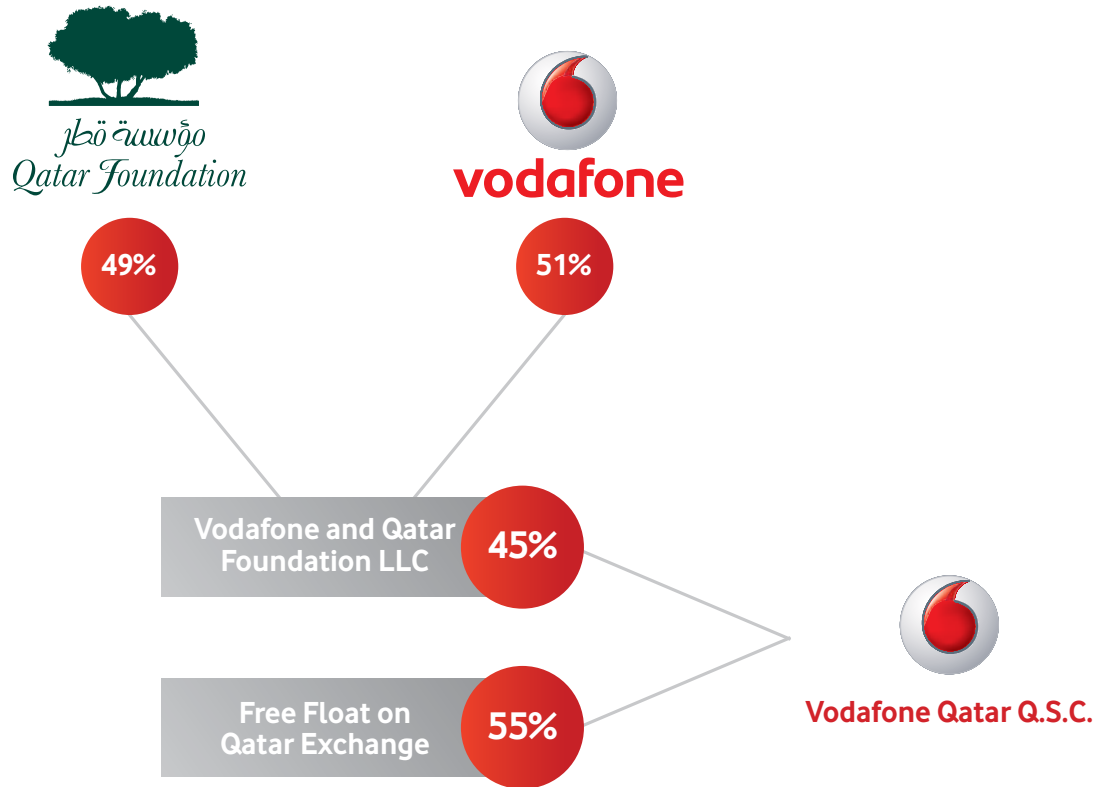 مؤسسة قطر
Qatar Foundation
vodafone
49%
51%
Vodafone and Qatar
Foundation LLC
45%
Free Float on
Qatar Exchange
55%
Vodafone Qatar Q.S.C.